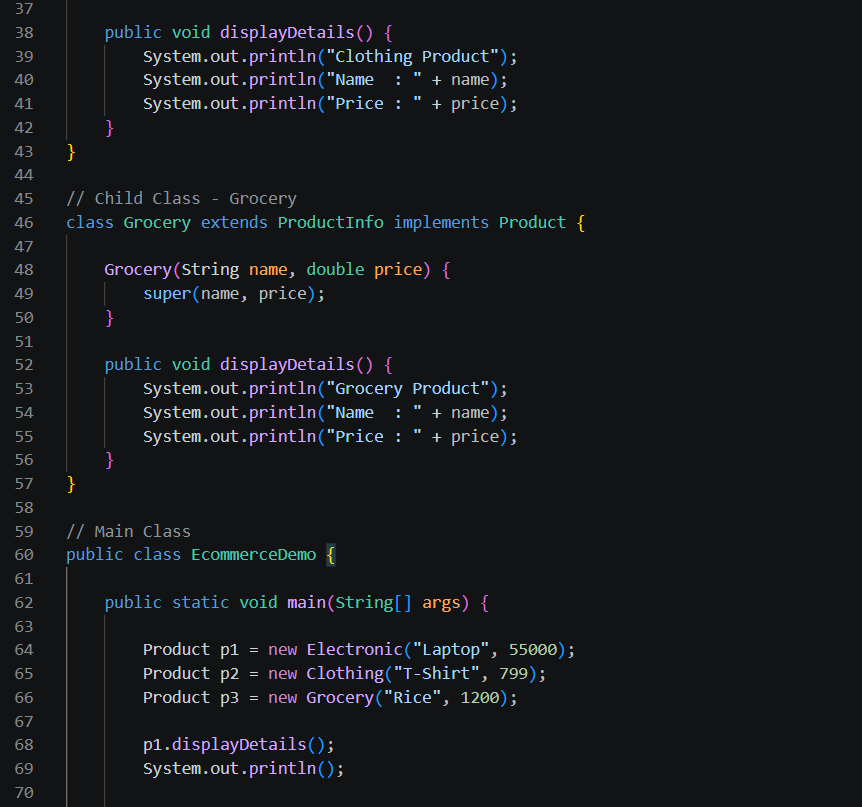 37
38 public void displayDetails() {
39 System.out.println("Clothing Product");
40 System.out.println("Name  : " + name);
41 System.out.println("Price : " + price);
42 }
43 }
44
45 // Child Class - Grocery
46 class Grocery extends ProductInfo implements Product {
47
48 Grocery(String name, double price) {
49 super(name, price);
50 }
51
52 public void displayDetails() {
53 System.out.println("Grocery Product");
54 System.out.println("Name  : " + name);
55 System.out.println("Price : " + price);
56 }
57 }
58
59 // Main Class
60 public class EcommerceDemo {
61
62 public static void main(String[] args) {
63
64 Product p1 = new Electronic("Laptop", 55000);
65 Product p2 = new Clothing("T-Shirt", 799);
66 Product p3 = new Grocery("Rice", 1200);
67
68 p1.displayDetails();
69 System.out.println();
70